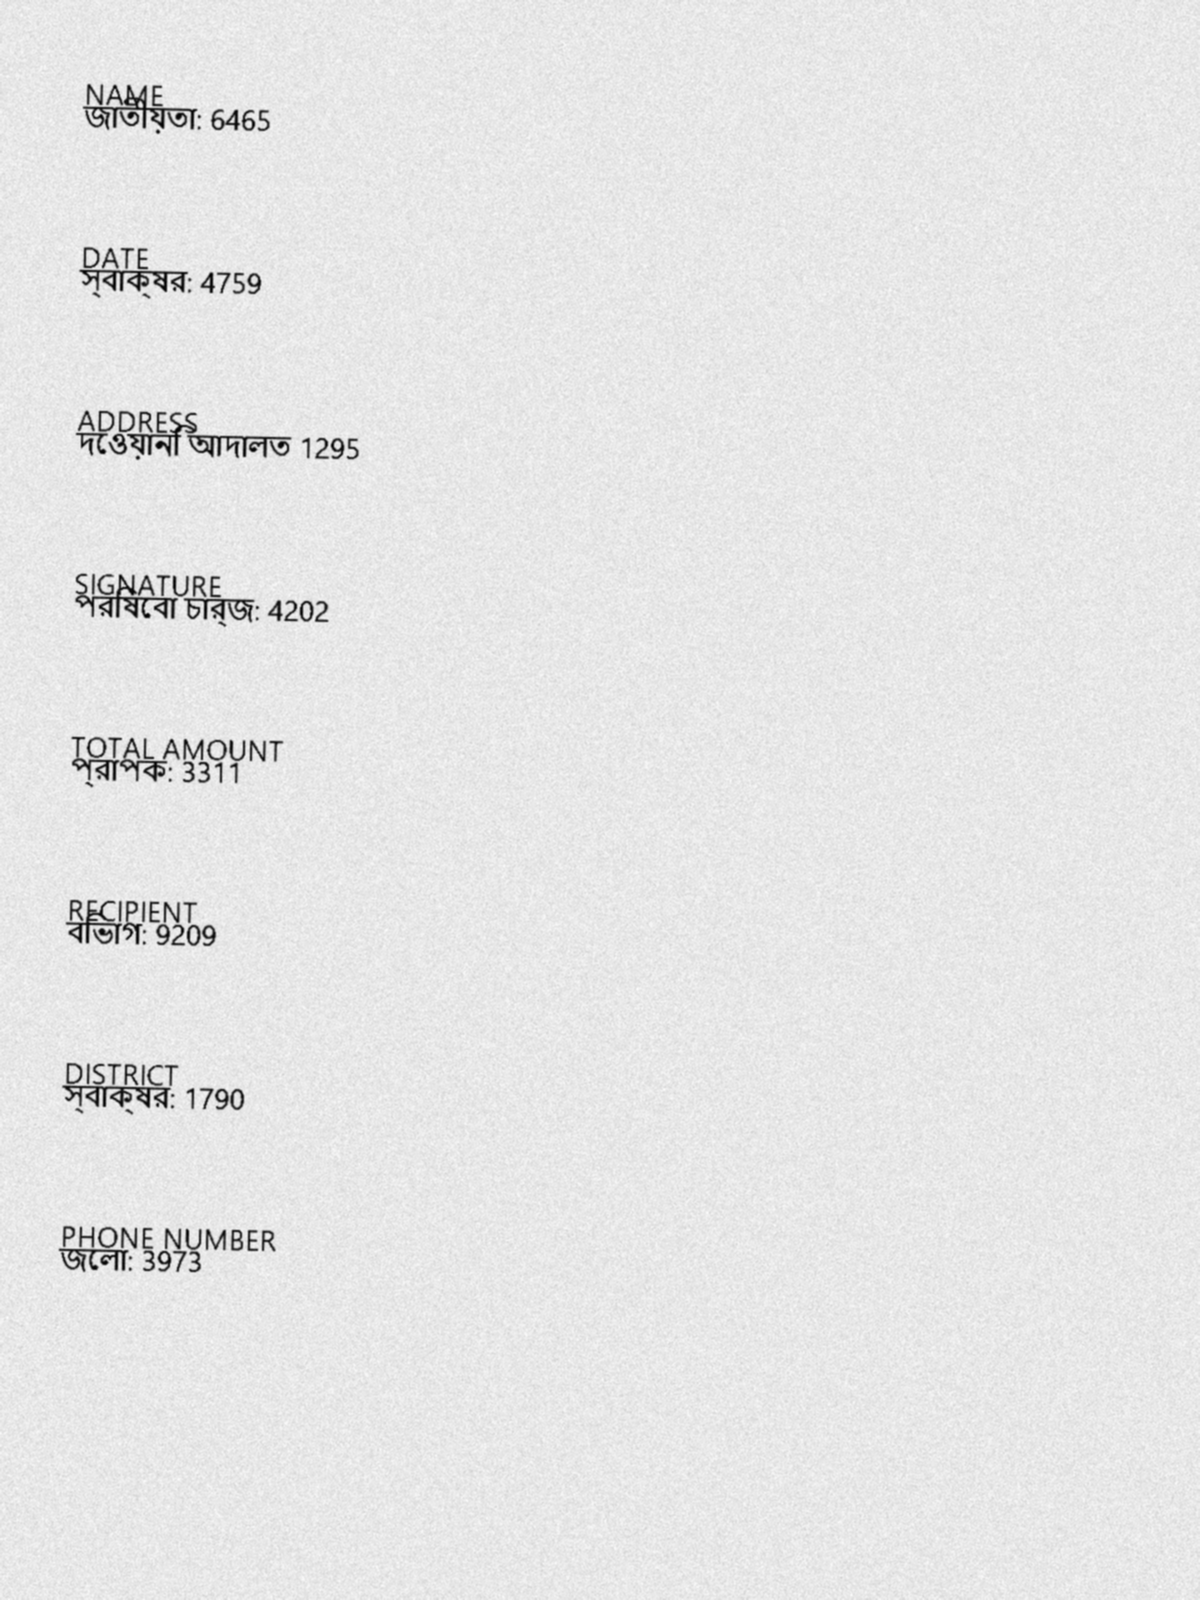 NAME
জাতীয়তা: 6465
DATE
স্বাক্ষর: 4759
ADDRESS
দেওয়ানি আদালত 1295
SIGNATURE
পরিষেবা চার্জ: 4202
TOTAL AMOUNT
প্রাপক: 3311
RECIPIENT
বিভাগ: 9209
DISTRICT
স্বাক্ষর: 1790
PHONE NUMBER
জেলা: 3973